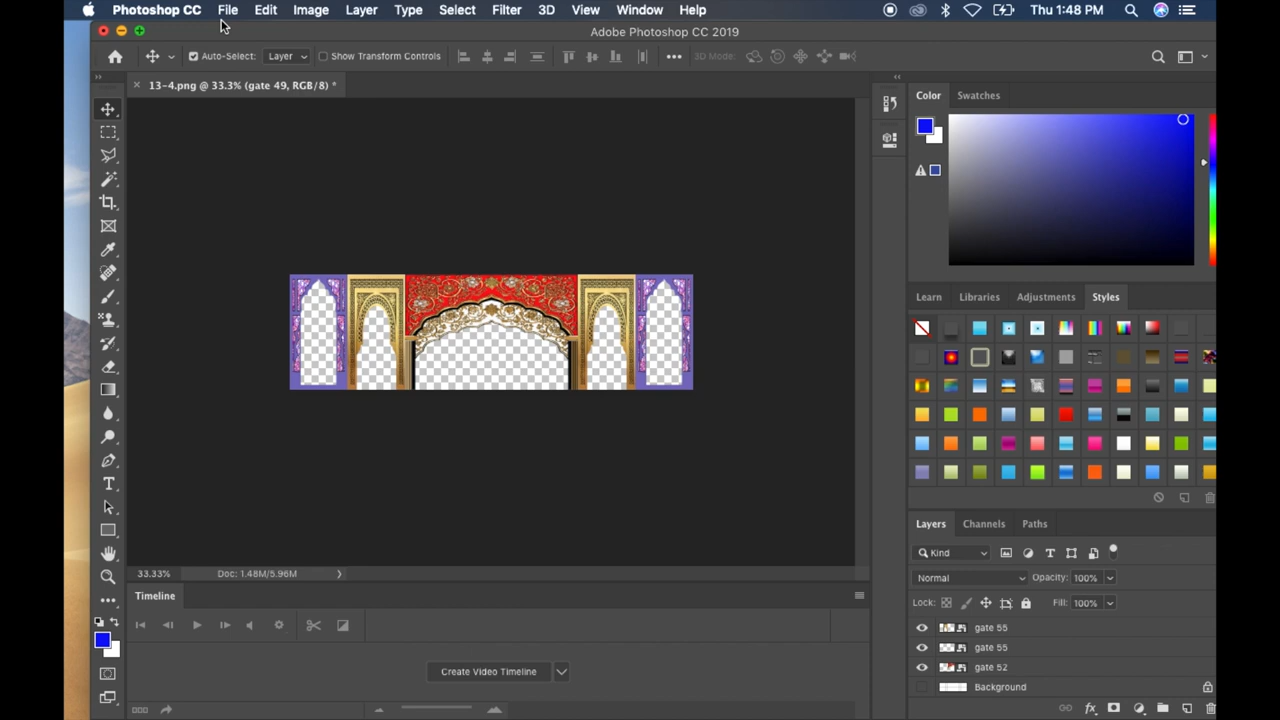 Photoshop CC File Edit Image Layer Type Select Filter 3D View Window Help Thu 1:48 PM
Adobe Photoshop CC 2019
Auto-Select: Layer Show Transform Controls 3D Mode:
13-4.png @ 33.3% (gate 49, RGB/8) *
Color Swatches
Learn Libraries Adjustments Styles
Layers Channels Paths
Kind
Normal Opacity: 100%
Lock: Fill: 100%
gate 55
gate 55
gate 52
Background
33.33% Doc: 1.48M/5.96M
Timeline
Create Video Timeline